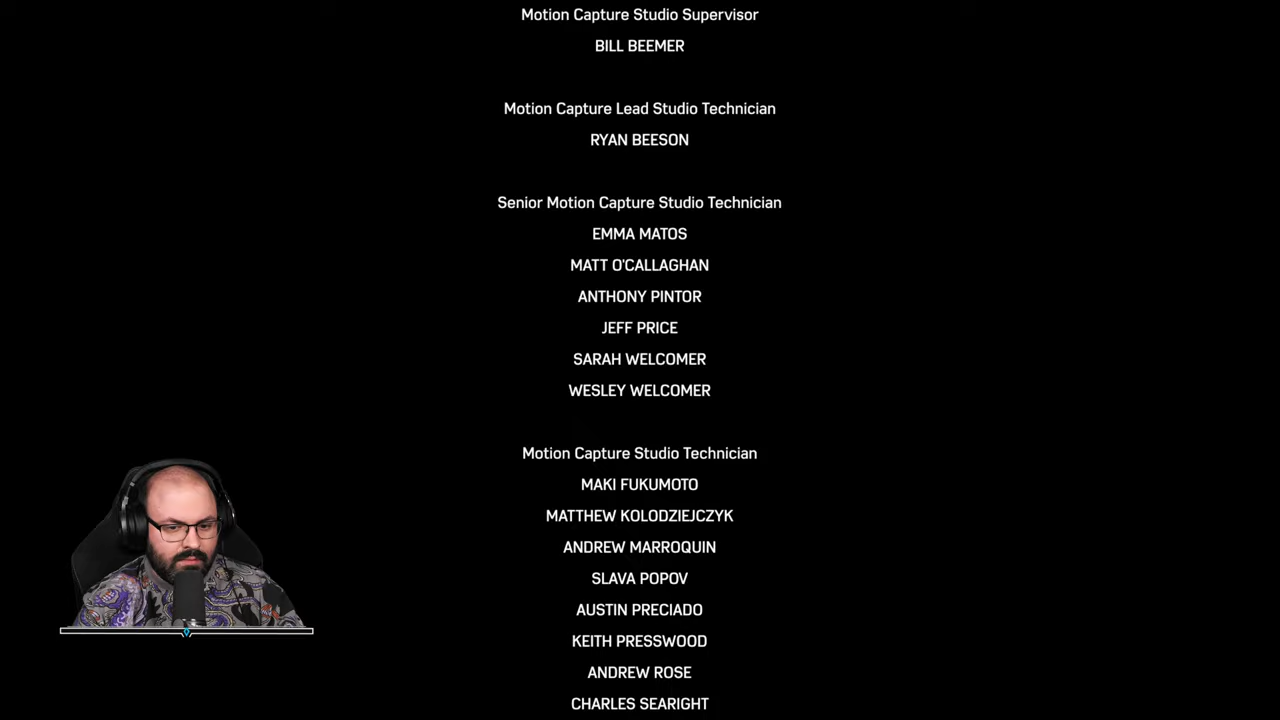 Motion Capture Studio Supervisor
BILL BEEMER
Motion Capture Lead Studio Technician
RYAN BEESON
Senior Motion Capture Studio Technician
EMMA MATOS
MATT O'CALLAGHAN
ANTHONY PINTOR
JEFF PRICE
SARAH WELCOMER
WESLEY WELCOMER
Motion Capture Studio Technician
MAKI FUKUMOTO
MATTHEW KOLODZIEJCZYK
ANDREW MARROQUIN
SLAVA POPOV
AUSTIN PRECIADO
KEITH PRESSWOOD
ANDREW ROSE
CHARLES SEARIGHT